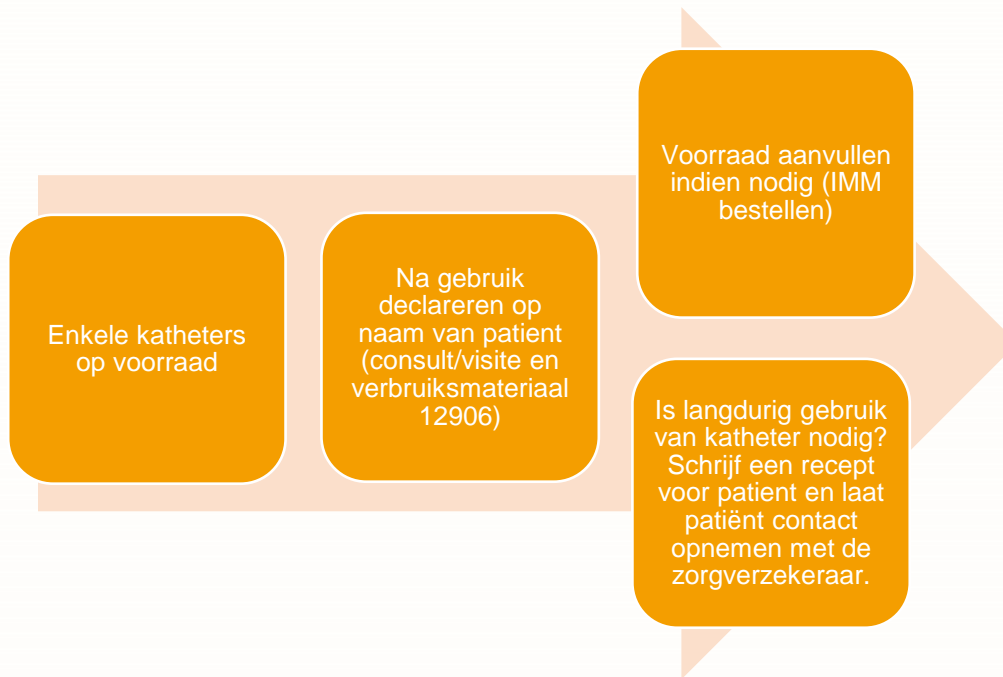 Enkele katheters
op voorraad
Na gebruik
declareren op
naam van patient
(consult/visite en
verbruiksmateriaal
12906)
Voorraad aanvullen
indien nodig (IMM
bestellen)
Is langdurig gebruik
van katheter nodig?
Schrijf een recept
voor patient en laat
patiënt contact
opnemen met de
zorgverzekeraar.